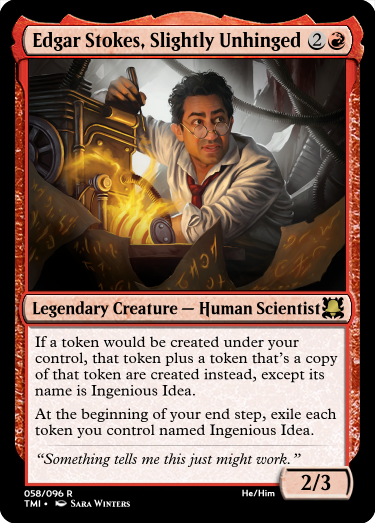 Edgar Stokes, Slightly Unhinged 2
Legendary Creature — Human Scientist
If a token would be created under your
control, that token plus a token that's a copy
of that token are created instead, except its
name is Ingenious Idea.
At the beginning of your end step, exile each
token you control named Ingenious Idea.
“Something tells me this just might work.”
2/3
058/096 R He/Him
TMI • Sara Winters